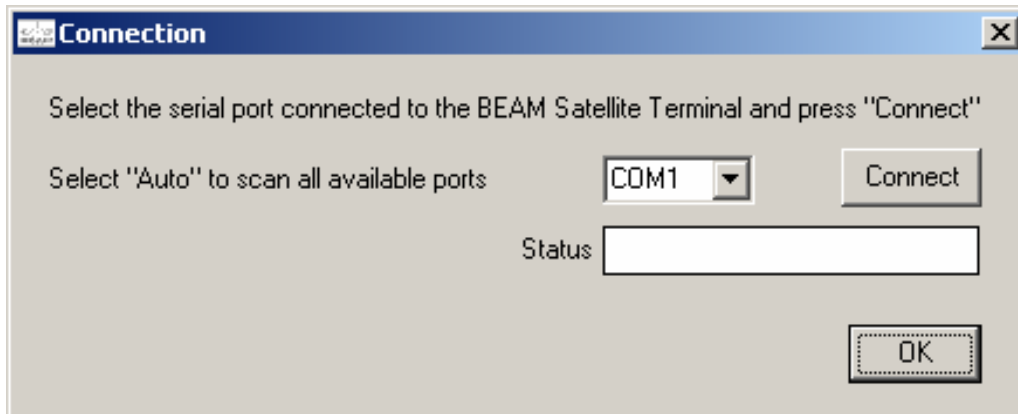 Connection
Select the serial port connected to the BEAM Satellite Terminal and press "Connect"
Select "Auto" to scan all available ports COM1 Connect
Status
OK